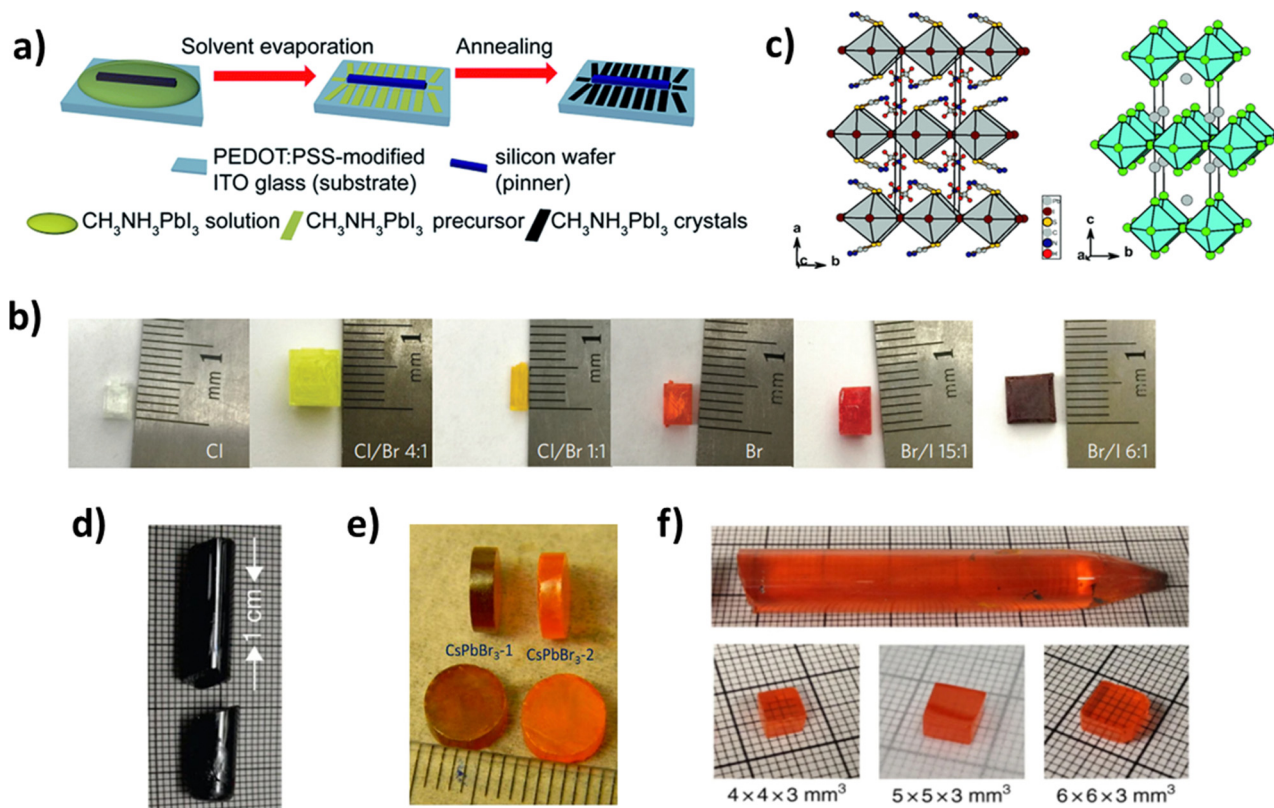 a)
Solvent evaporation
Annealing
PEDOT:PSS-modified
ITO glass (substrate)
silicon wafer
(pinner)
CH₃NH₃PbI₃ solution
CH₃NH₃PbI₃ precursor
CH₃NH₃PbI₃ crystals
c)
a
c
b
Pb
I
S
C
N
H
c
a
b
b)
mm 1
Cl
mm 1
Cl/Br 4:1
mm 1
Cl/Br 1:1
mm 1
Br
mm 1
Br/I 15:1
mm 1
Br/I 6:1
d)
1 cm
e)
CsPbBr₃-1
CsPbBr₃-2
f)
4×4×3 mm³
5×5×3 mm³
6×6×3 mm³